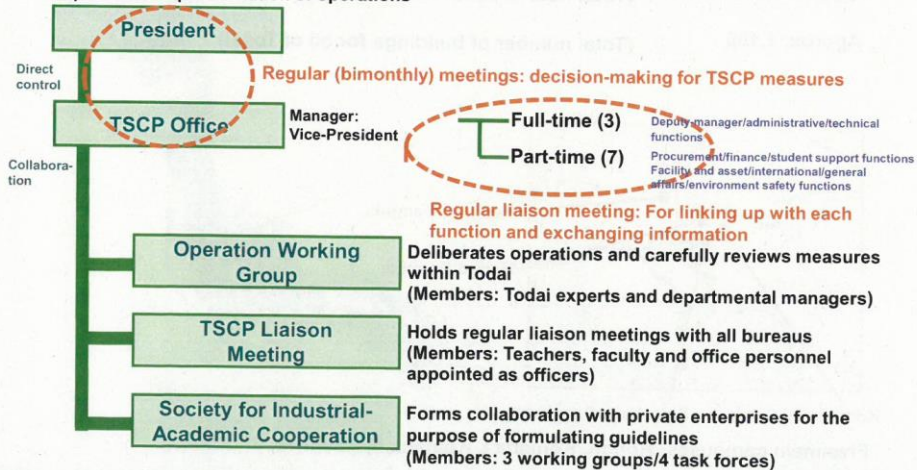 President
Direct
control
Regular (bimonthly) meetings: decision-making for TSCP measures
TSCP Office
Manager:
Vice-President
Full-time (3)
Deputy-manager/administrative/technical
functions
Part-time (7)
Procurement/finance/student support functions
Facility and asset/international/general
affairs/environment safety functions
Collabora-
tion
Regular liaison meeting: For linking up with each
function and exchanging information
Operation Working
Group
Deliberates operations and carefully reviews measures
within Todai
(Members: Todai experts and departmental managers)
TSCP Liaison
Meeting
Holds regular liaison meetings with all bureaus
(Members: Teachers, faculty and office personnel
appointed as officers)
Society for Industrial-
Academic Cooperation
Forms collaboration with private enterprises for the
purpose of formulating guidelines
(Members: 3 working groups/4 task forces)